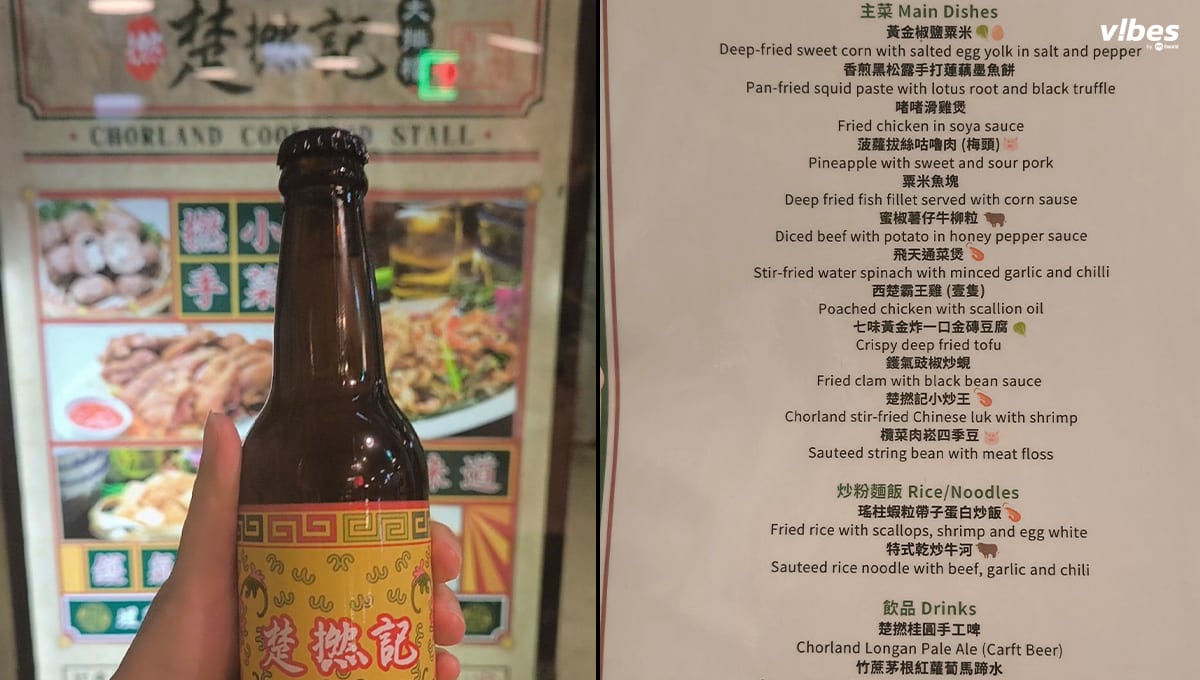 撚
楚撚記
大排檔
CHORLAND COOKFOOD STALL
撚 小
手 菜
味 道
楚撚記
v!bes
主菜 Main Dishes
黃金椒鹽粟米
Deep-fried sweet corn with salted egg yolk in salt and pepper
香煎黑松露手打蓮藕墨魚餅
Pan-fried squid paste with lotus root and black truffle
啫啫滑雞煲
Fried chicken in soya sauce
菠蘿拔絲咕嚕肉 (梅頭)
Pineapple with sweet and sour pork
粟米魚塊
Deep fried fish fillet served with corn sause
蜜椒薯仔牛柳粒
Diced beef with potato in honey pepper sauce
飛天通菜煲
Stir-fried water spinach with minced garlic and chilli
西楚霸王雞 (壹隻)
Poached chicken with scallion oil
七味黃金炸一口金磚豆腐
Crispy deep fried tofu
鑊氣豉椒炒蜆
Fried clam with black bean sauce
楚撚記小炒王
Chorland stir-fried Chinese luk with shrimp
欖菜肉崧四季豆
Sauteed string bean with meat floss
炒粉麵飯 Rice/Noodles
瑤柱蝦粒帶子蛋白炒飯
Fried rice with scallops, shrimp and egg white
特式乾炒牛河
Sauteed rice noodle with beef, garlic and chili
飲品 Drinks
楚撚桂圓手工啤
Chorland Longan Pale Ale (Carft Beer)
竹蔗茅根紅蘿蔔馬蹄水